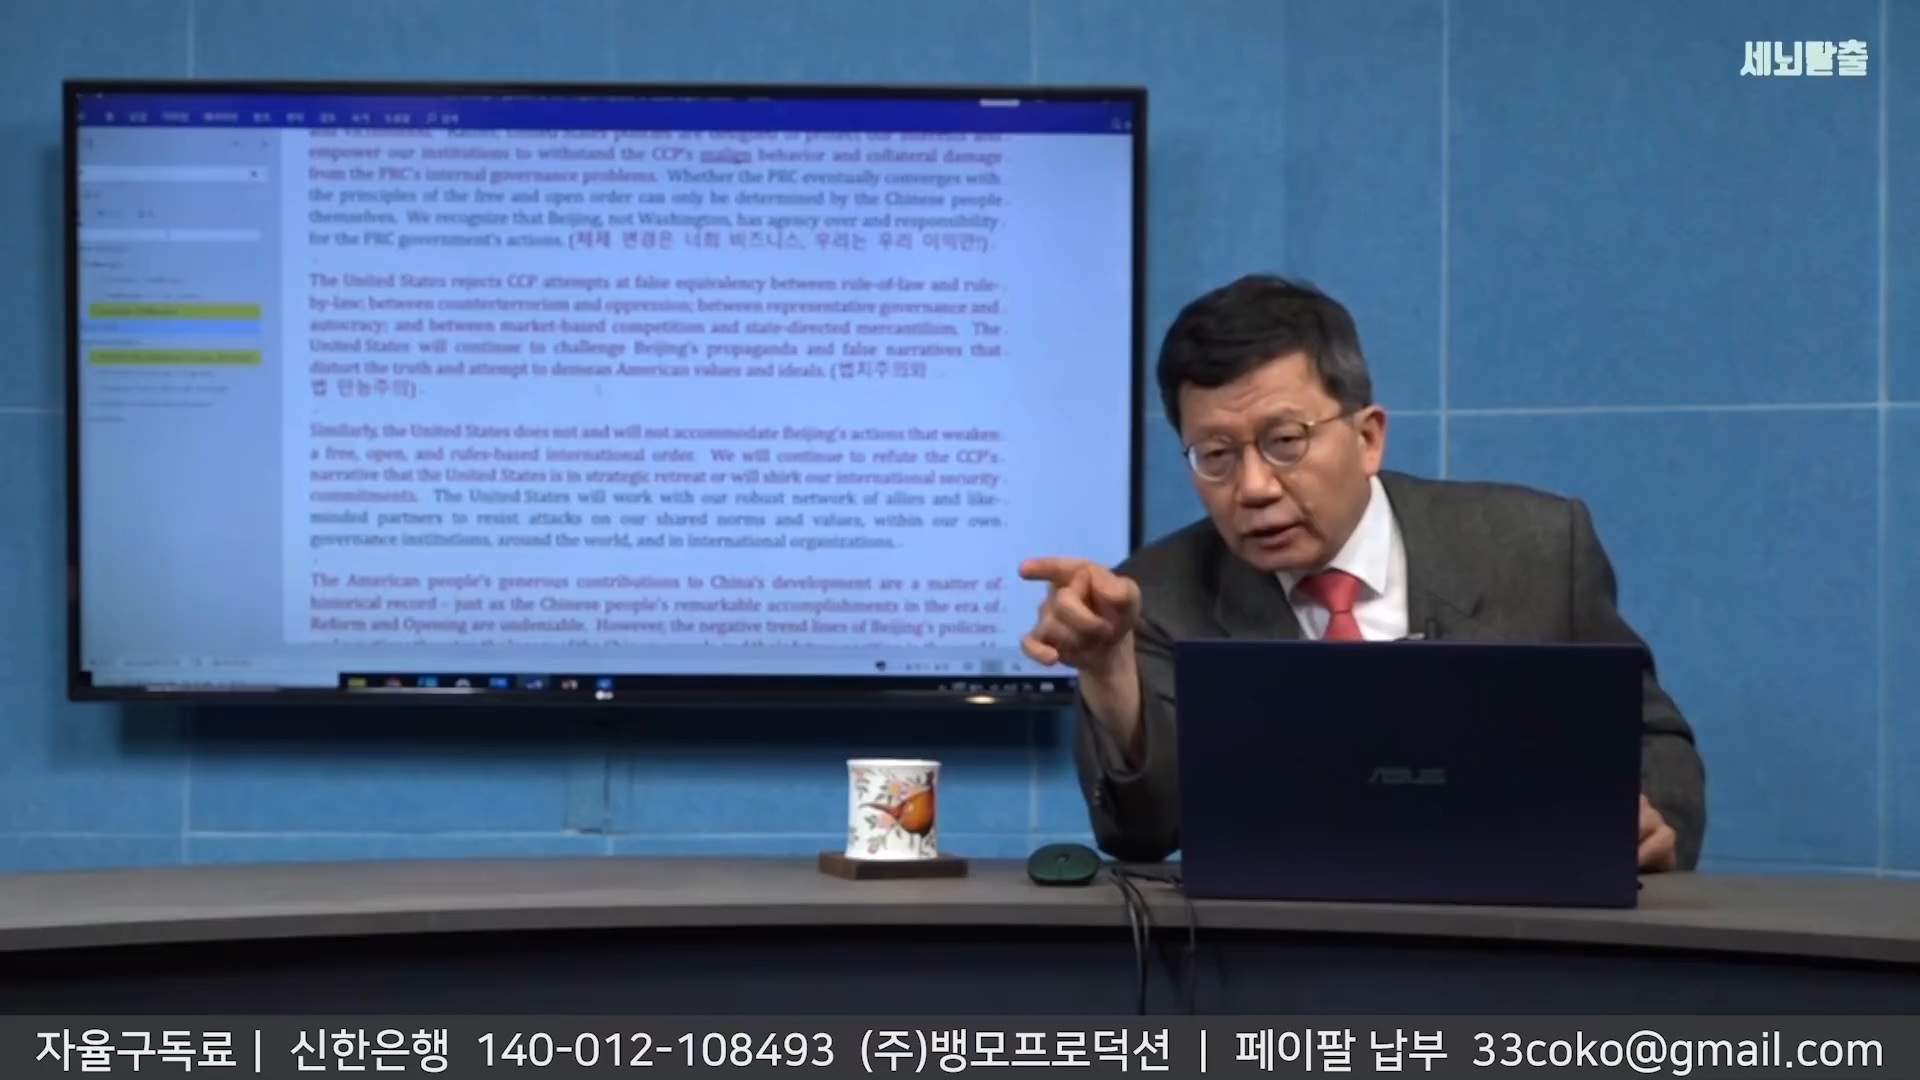 세뇌탈출
and victimhood. Rather, United States policies are designed to protect our interests and
empower our institutions to withstand the CCP's malign behavior and collateral damage
from the PRC's internal governance problems. Whether the PRC eventually converges with
the principles of the free and open order can only be determined by the Chinese people
themselves. We recognize that Beijing, not Washington, has agency over and responsibility
for the PRC government's actions. (체제 변경은 너희 비즈니스, 우리는 우리 이익만!)
The United States rejects CCP attempts at false equivalency between rule-of-law and rule-
by-law; between counterterrorism and oppression; between representative governance and
autocracy; and between market-based competition and state-directed mercantilism. The
United States will continue to challenge Beijing's propaganda and false narratives that
distort the truth and attempt to demean American values and ideals. (법치주의와
법 만능주의)
Similarly, the United States does not and will not accommodate Beijing's actions that weaken
a free, open, and rules-based international order. We will continue to refute the CCP's
narrative that the United States is in strategic retreat or will shirk our international security
commitments. The United States will work with our robust network of allies and like-
minded partners to resist attacks on our shared norms and values, within our own
governance institutions, around the world, and in international organizations.
The American people's generous contributions to China's development are a matter of
historical record – just as the Chinese people's remarkable accomplishments in the era of
Reform and Opening are undeniable. However, the negative trend lines of Beijing's policies
ASUS
자율구독료 | 신한은행 140-012-108493 (주)뱅모프로덕션 | 페이팔 납부 33coko@gmail.com